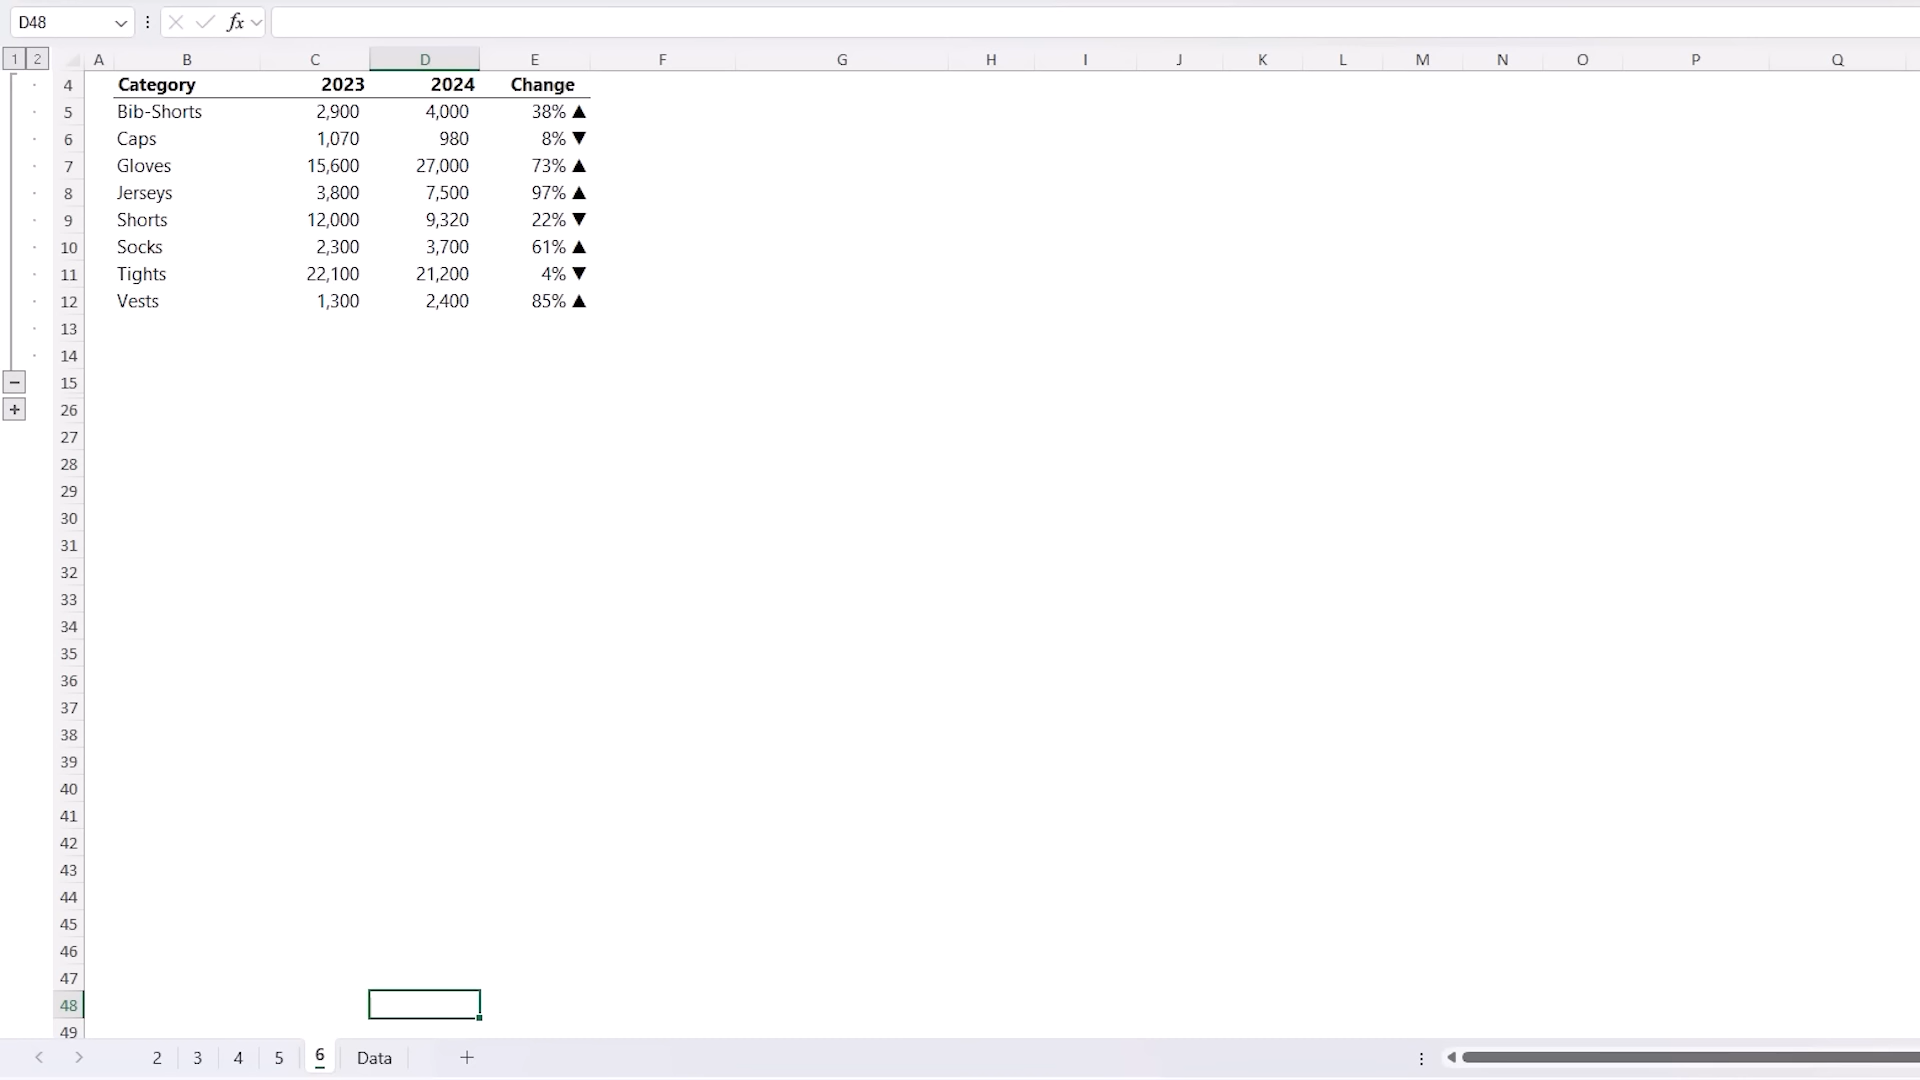 D48 fx
1 2 A B C D E F G H I J K L M N O P Q
4 Category 2023 2024 Change
5 Bib-Shorts 2,900 4,000 38% ▲
6 Caps 1,070 980 8% ▼
7 Gloves 15,600 27,000 73% ▲
8 Jerseys 3,800 7,500 97% ▲
9 Shorts 12,000 9,320 22% ▼
10 Socks 2,300 3,700 61% ▲
11 Tights 22,100 21,200 4% ▼
12 Vests 1,300 2,400 85% ▲
13
14
15
26
27
28
29
30
31
32
33
34
35
36
37
38
39
40
41
42
43
44
45
46
47
48
49
2 3 4 5 6 Data